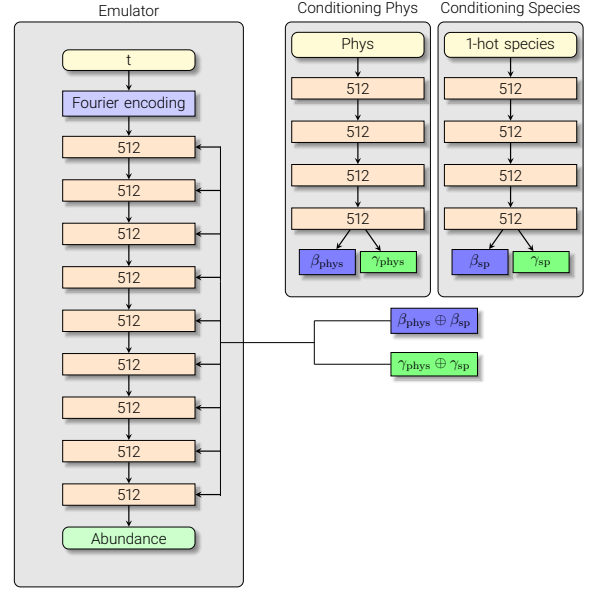 Emulator
t
Fourier encoding
512
512
512
512
512
512
512
512
512
Abundance
Conditioning Phys
Phys
512
512
512
512
β_phys
γ_phys
Conditioning Species
1-hot species
512
512
512
512
β_sp
γ_sp
β_phys ⊕ β_sp
γ_phys ⊕ γ_sp